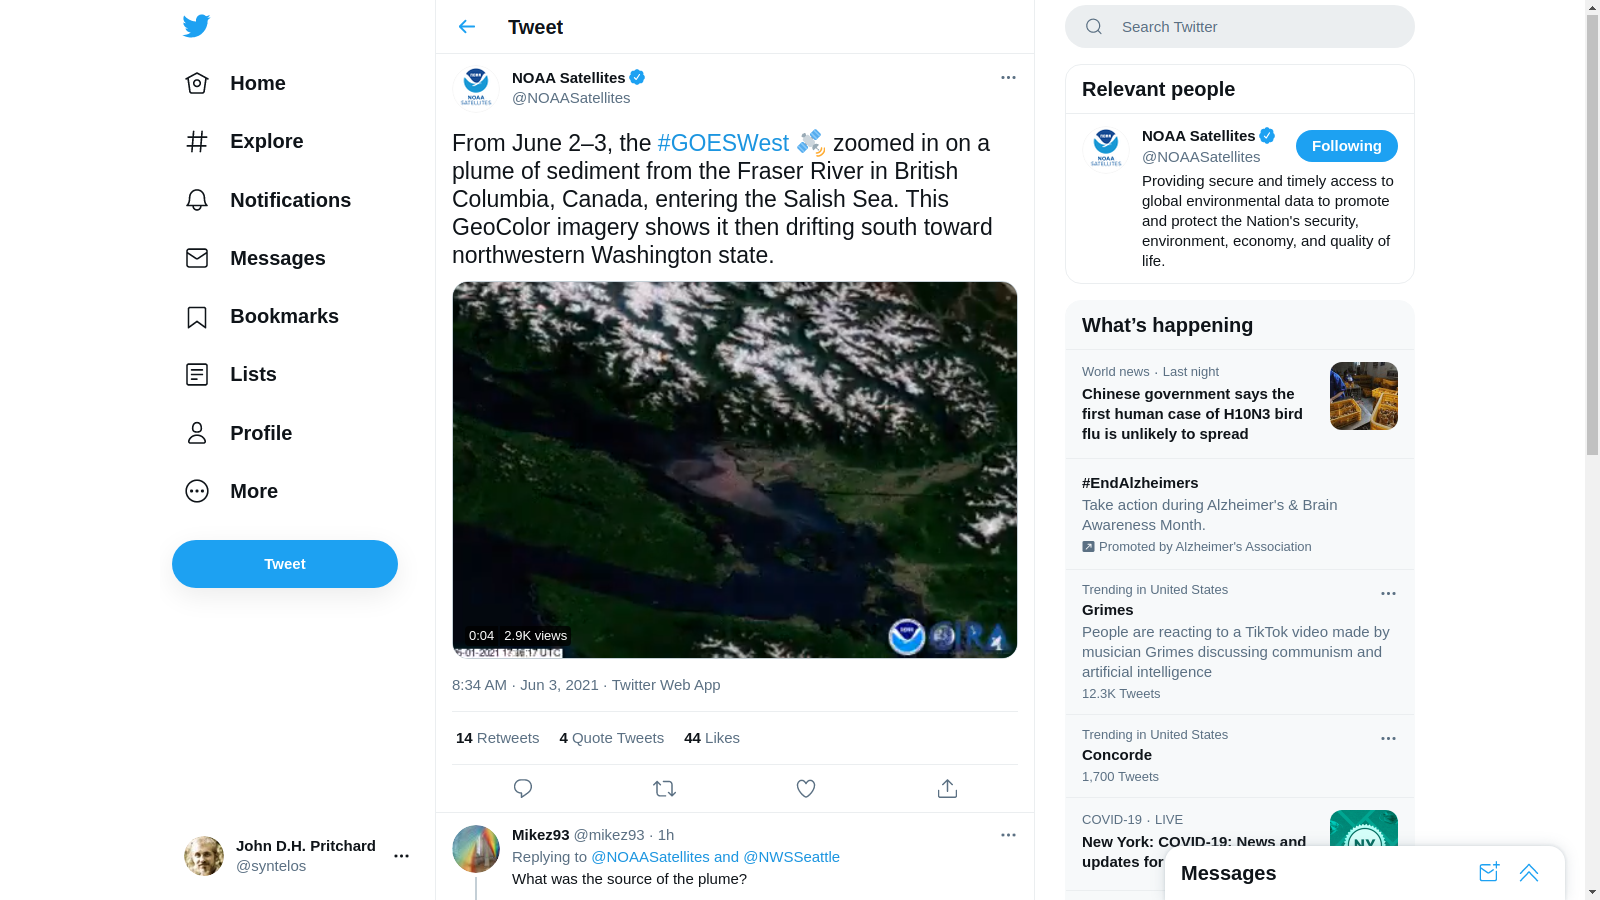 Home
Explore
Notifications
Messages
Bookmarks
Lists
Profile
More
Tweet
John D.H. Pritchard
@syntelos
Tweet
NOAA Satellites
@NOAASatellites
From June 2–3, the #GOESWest zoomed in on a
plume of sediment from the Fraser River in British
Columbia, Canada, entering the Salish Sea. This
GeoColor imagery shows it then drifting south toward
northwestern Washington state.
0:04 2.9K views
CIRA
8:34 AM · Jun 3, 2021 · Twitter Web App
14 Retweets 4 Quote Tweets 44 Likes
Mikez93 @mikez93 · 1h
Replying to @NOAASatellites and @NWSSeattle
What was the source of the plume?
Search Twitter
Relevant people
NOAA SATELLITES
NOAA Satellites
@NOAASatellites
Following
Providing secure and timely access to
global environmental data to promote
and protect the Nation's security,
environment, economy, and quality of
life.
What's happening
World news · Last night
Chinese government says the
first human case of H10N3 bird
flu is unlikely to spread
#EndAlzheimers
Take action during Alzheimer's & Brain
Awareness Month.
Promoted by Alzheimer's Association
Trending in United States
Grimes
People are reacting to a TikTok video made by
musician Grimes discussing communism and
artificial intelligence
12.3K Tweets
Trending in United States
Concorde
1,700 Tweets
COVID-19 · LIVE
New York: COVID-19: News and
updates for
NY
Messages